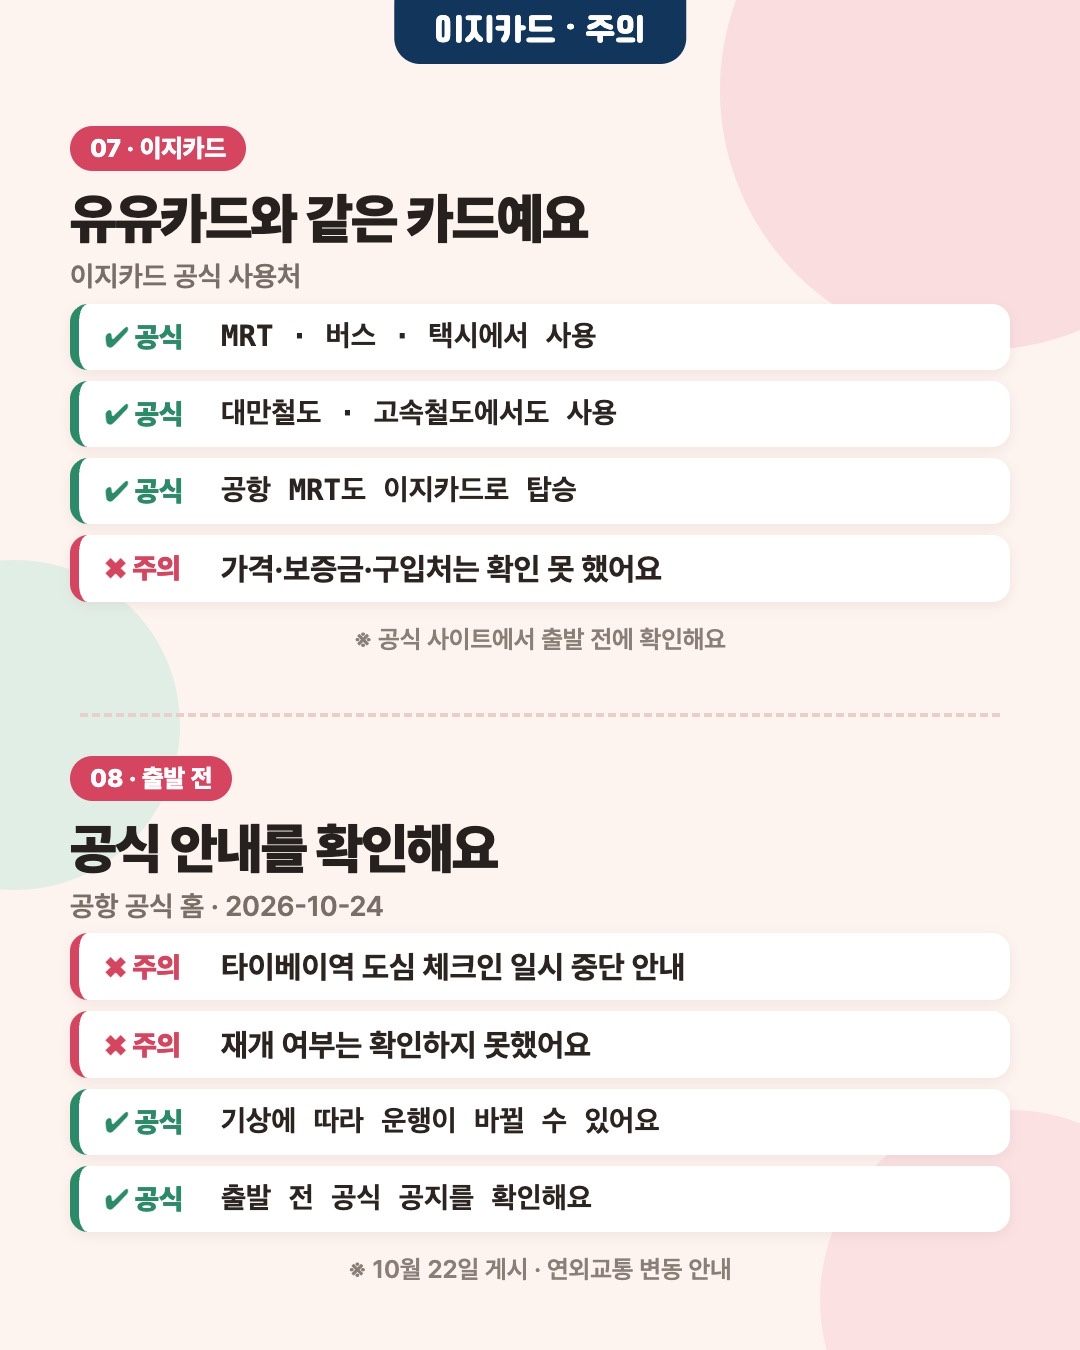 이지카드 · 주의
07 · 이지카드
유유카드와 같은 카드예요
이지카드 공식 사용처
✔ 공식 MRT · 버스 · 택시에서 사용
✔ 공식 대만철도 · 고속철도에서도 사용
✔ 공식 공항 MRT도 이지카드로 탑승
✖ 주의 가격·보증금·구입처는 확인 못 했어요
※ 공식 사이트에서 출발 전에 확인해요
08 · 출발 전
공식 안내를 확인해요
공항 공식 홈 · 2026-10-24
✖ 주의 타이베이역 도심 체크인 일시 중단 안내
✖ 주의 재개 여부는 확인하지 못했어요
✔ 공식 기상에 따라 운행이 바뀔 수 있어요
✔ 공식 출발 전 공식 공지를 확인해요
※ 10월 22일 게시 · 연외교통 변동 안내